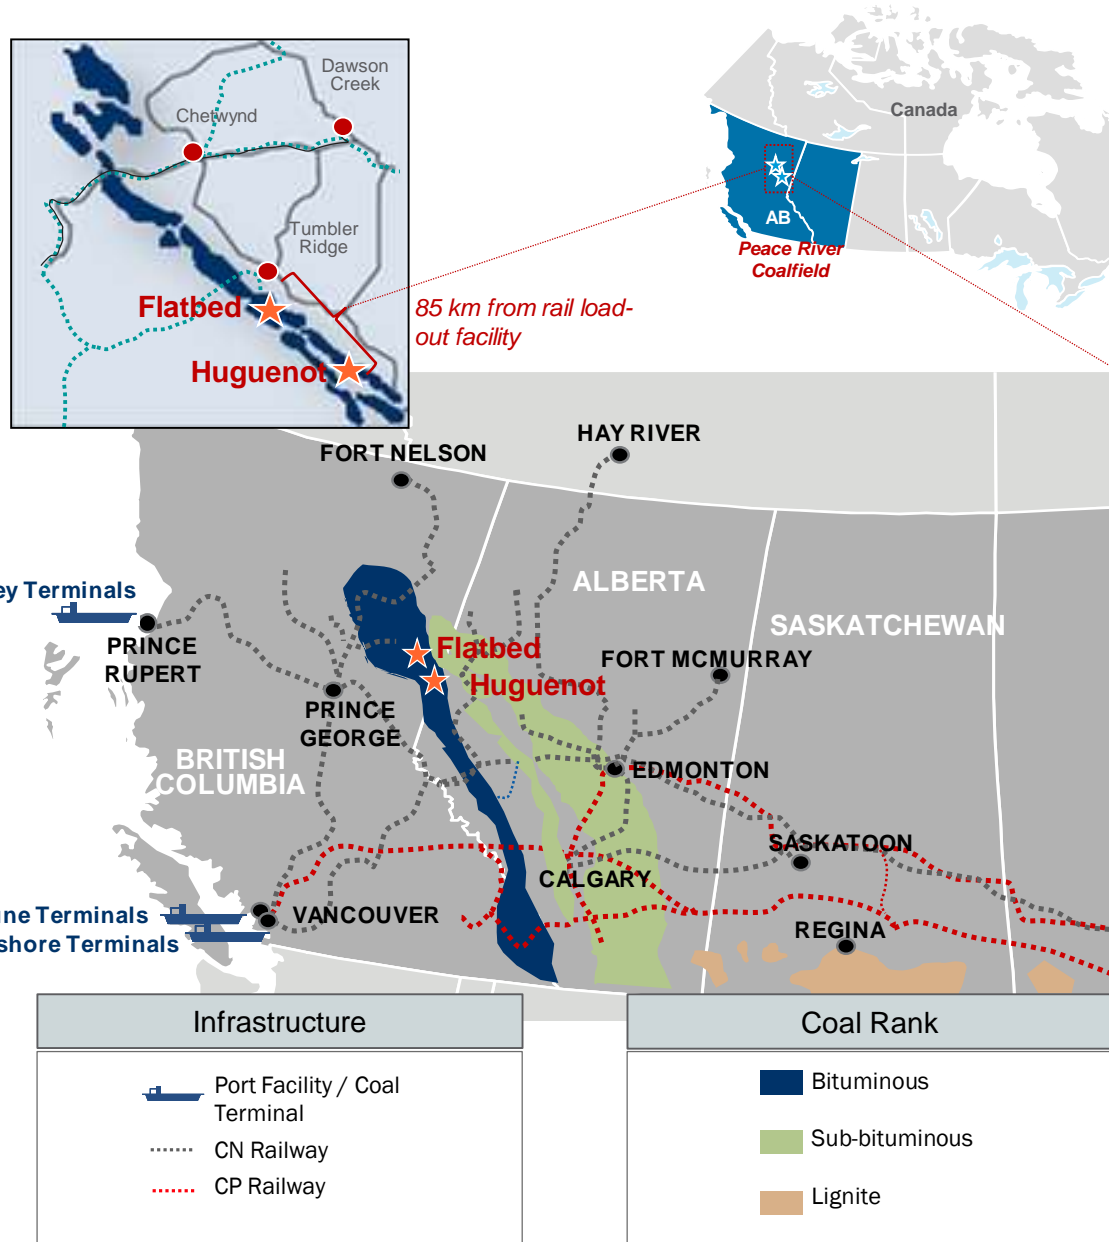 Dawson
Creek
Chetwynd
Canada
Tumbler
Ridge
AB
Peace River
Coalfield
Flatbed
85 km from rail load-
out facility
Huguenot
HAY RIVER
FORT NELSON
ALBERTA
ey Terminals
SASKATCHEWAN
PRINCE
RUPERT
Flatbed
FORT MCMURRAY
Huguenot
PRINCE
GEORGE
BRITISH
COLUMBIA
EDMONTON
SASKATOON
CALGARY
une Terminals
VANCOUVER
shore Terminals
REGINA
Infrastructure
Port Facility / Coal
Terminal
CN Railway
CP Railway
Coal Rank
Bituminous
Sub-bituminous
Lignite